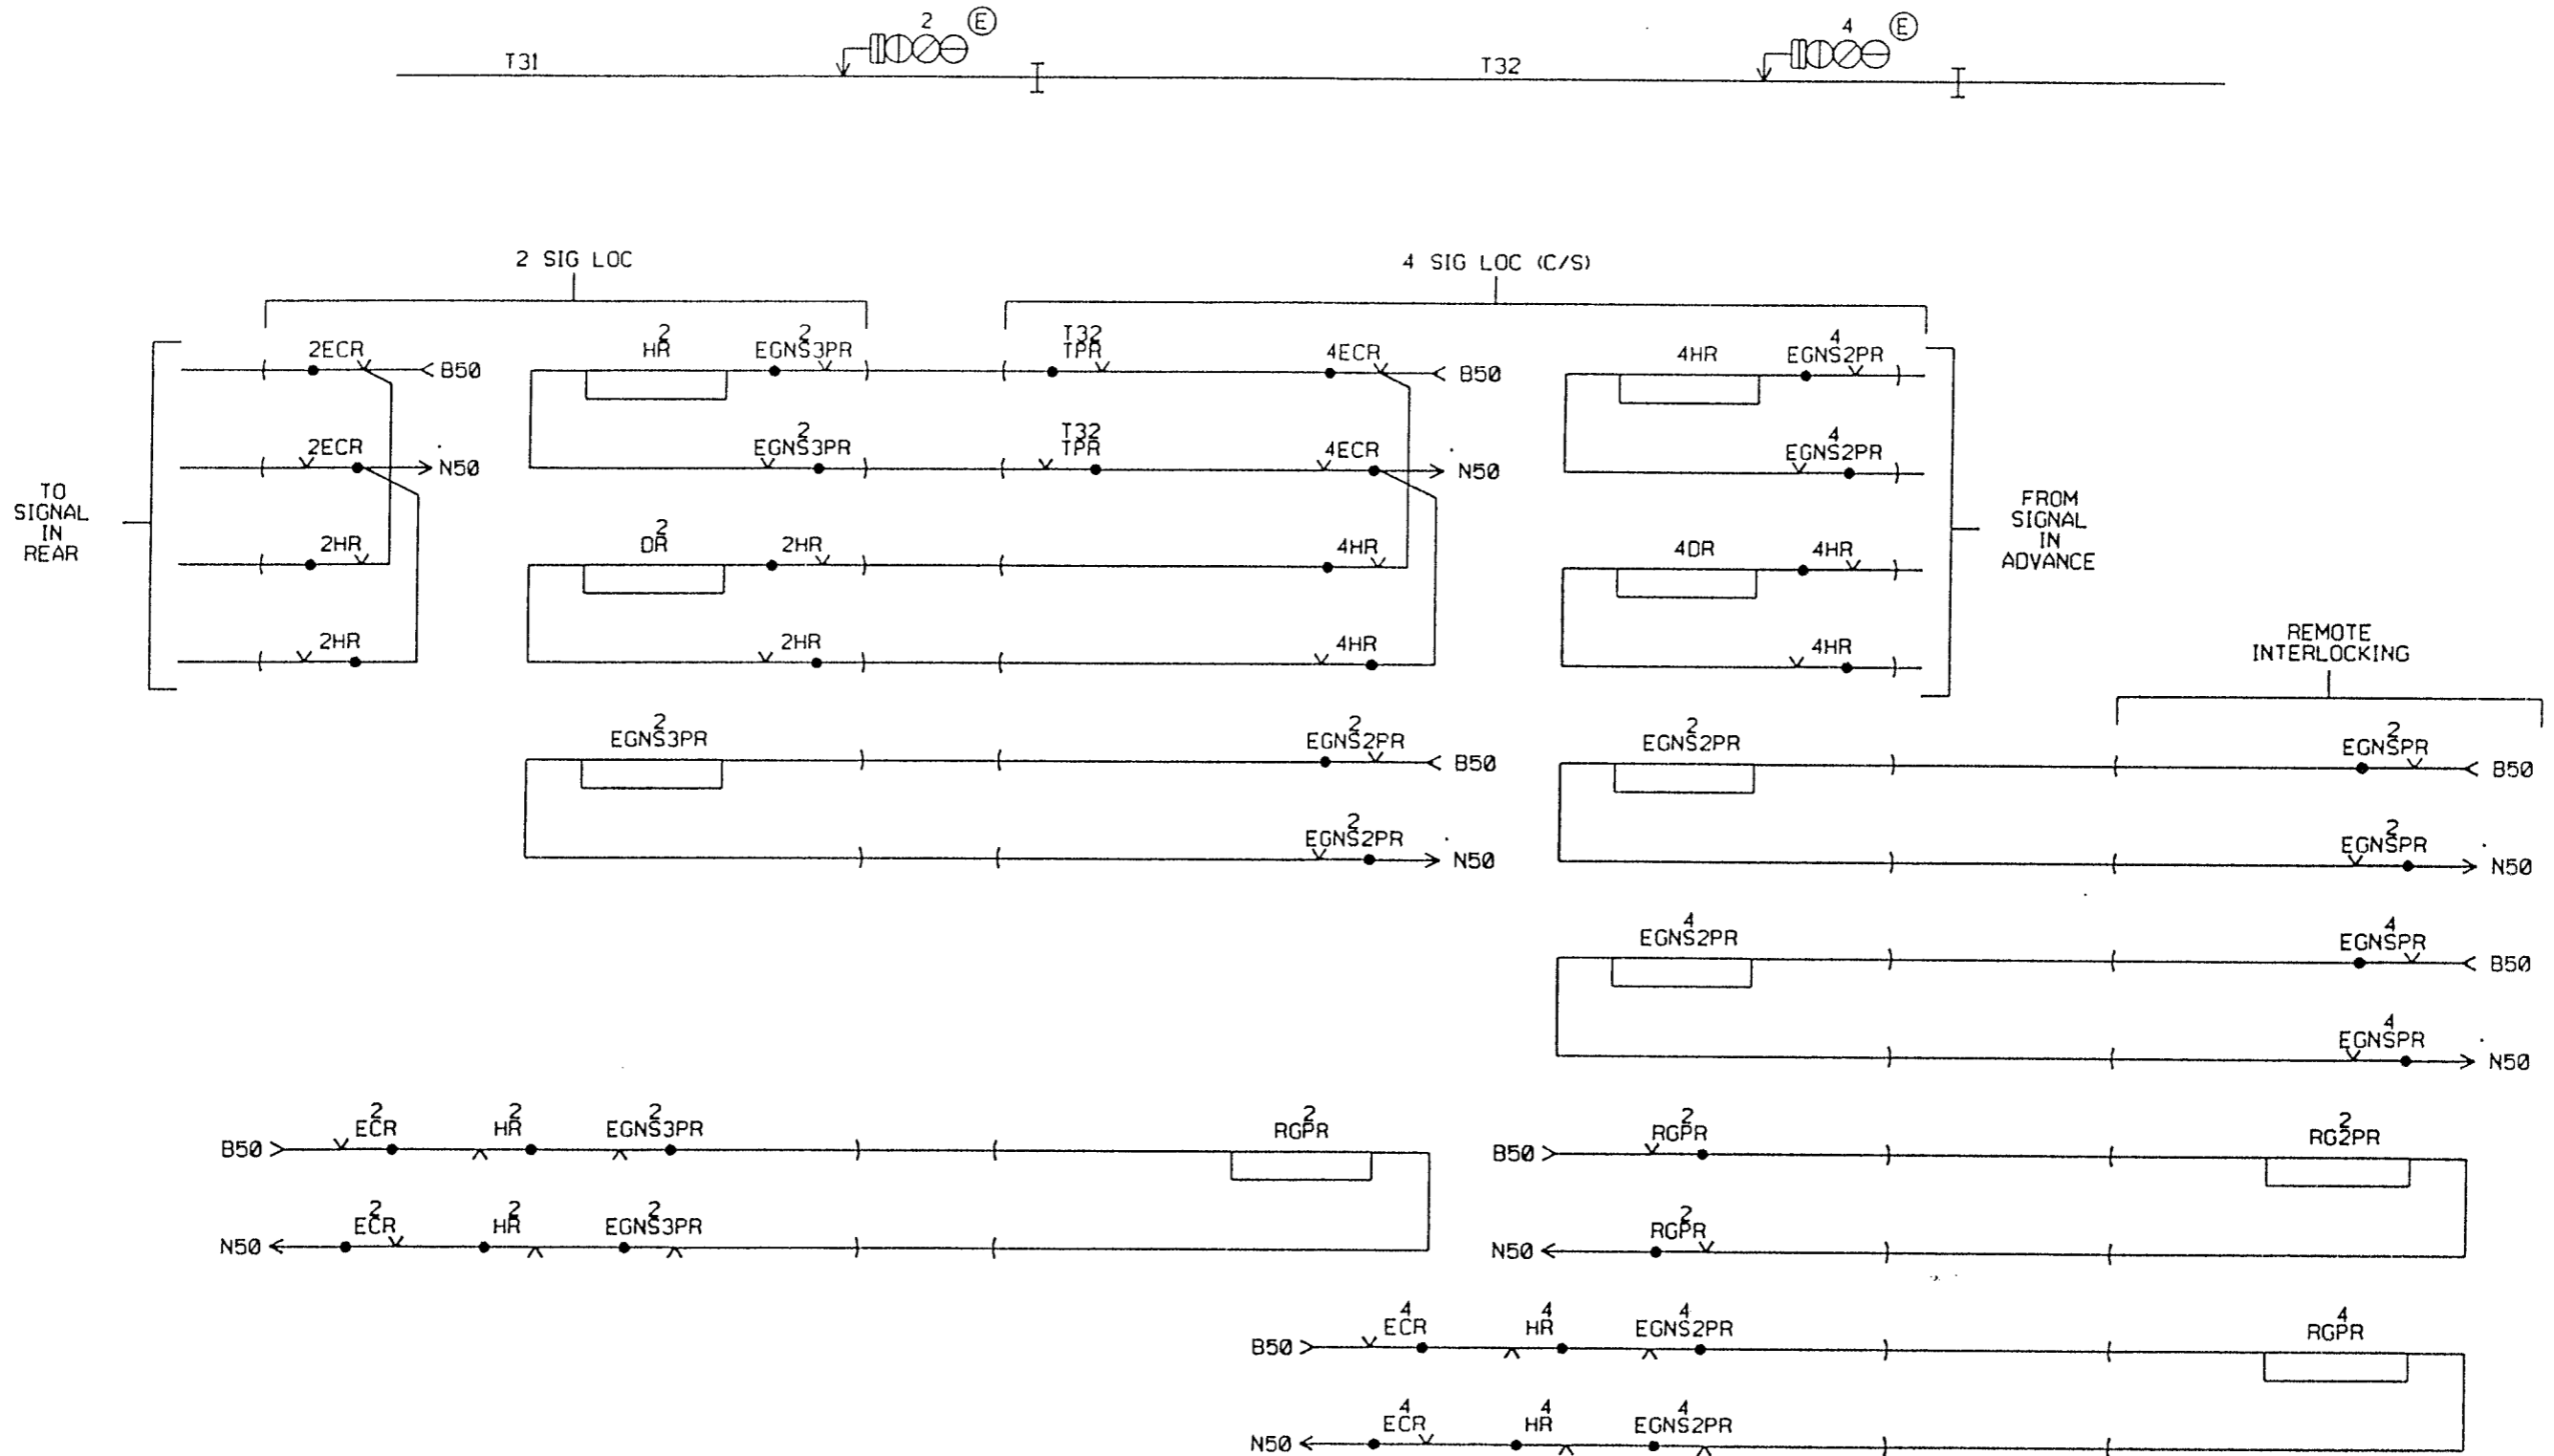 2 E
4 E
T31
T32
2 SIG LOC
4 SIG LOC (C/S)
2ECR
B50
2
HR
2
EGNS3PR
T32
TPR
4ECR
B50
4HR
4
EGNS2PR
2ECR
N50
2
EGNS3PR
T32
TPR
4ECR
N50
4
EGNS2PR
TO
SIGNAL
IN
REAR
FROM
SIGNAL
IN
ADVANCE
2HR
2
DR
2HR
4HR
4DR
4HR
2HR
2HR
4HR
4HR
REMOTE
INTERLOCKING
2
EGNS3PR
2
EGNS2PR
B50
2
EGNS2PR
2
EGNSPR
B50
2
EGNS2PR
N50
2
EGNSPR
N50
4
EGNS2PR
4
EGNSPR
B50
4
EGNSPR
N50
B50
2
ECR
2
HR
2
EGNS3PR
2
RGPR
B50
2
RGPR
2
RG2PR
N50
2
ECR
2
HR
2
EGNS3PR
N50
2
RGPR
B50
4
ECR
4
HR
4
EGNS2PR
4
RGPR
N50
4
ECR
4
HR
4
EGNS2PR